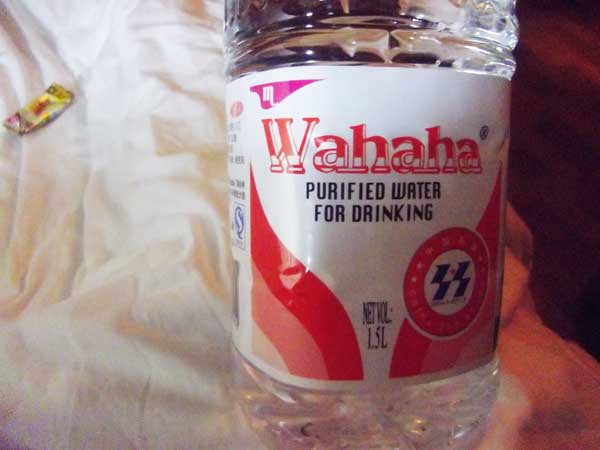 Wahaha®
PURIFIED WATER
FOR DRINKING
NET VOL:
1.5L